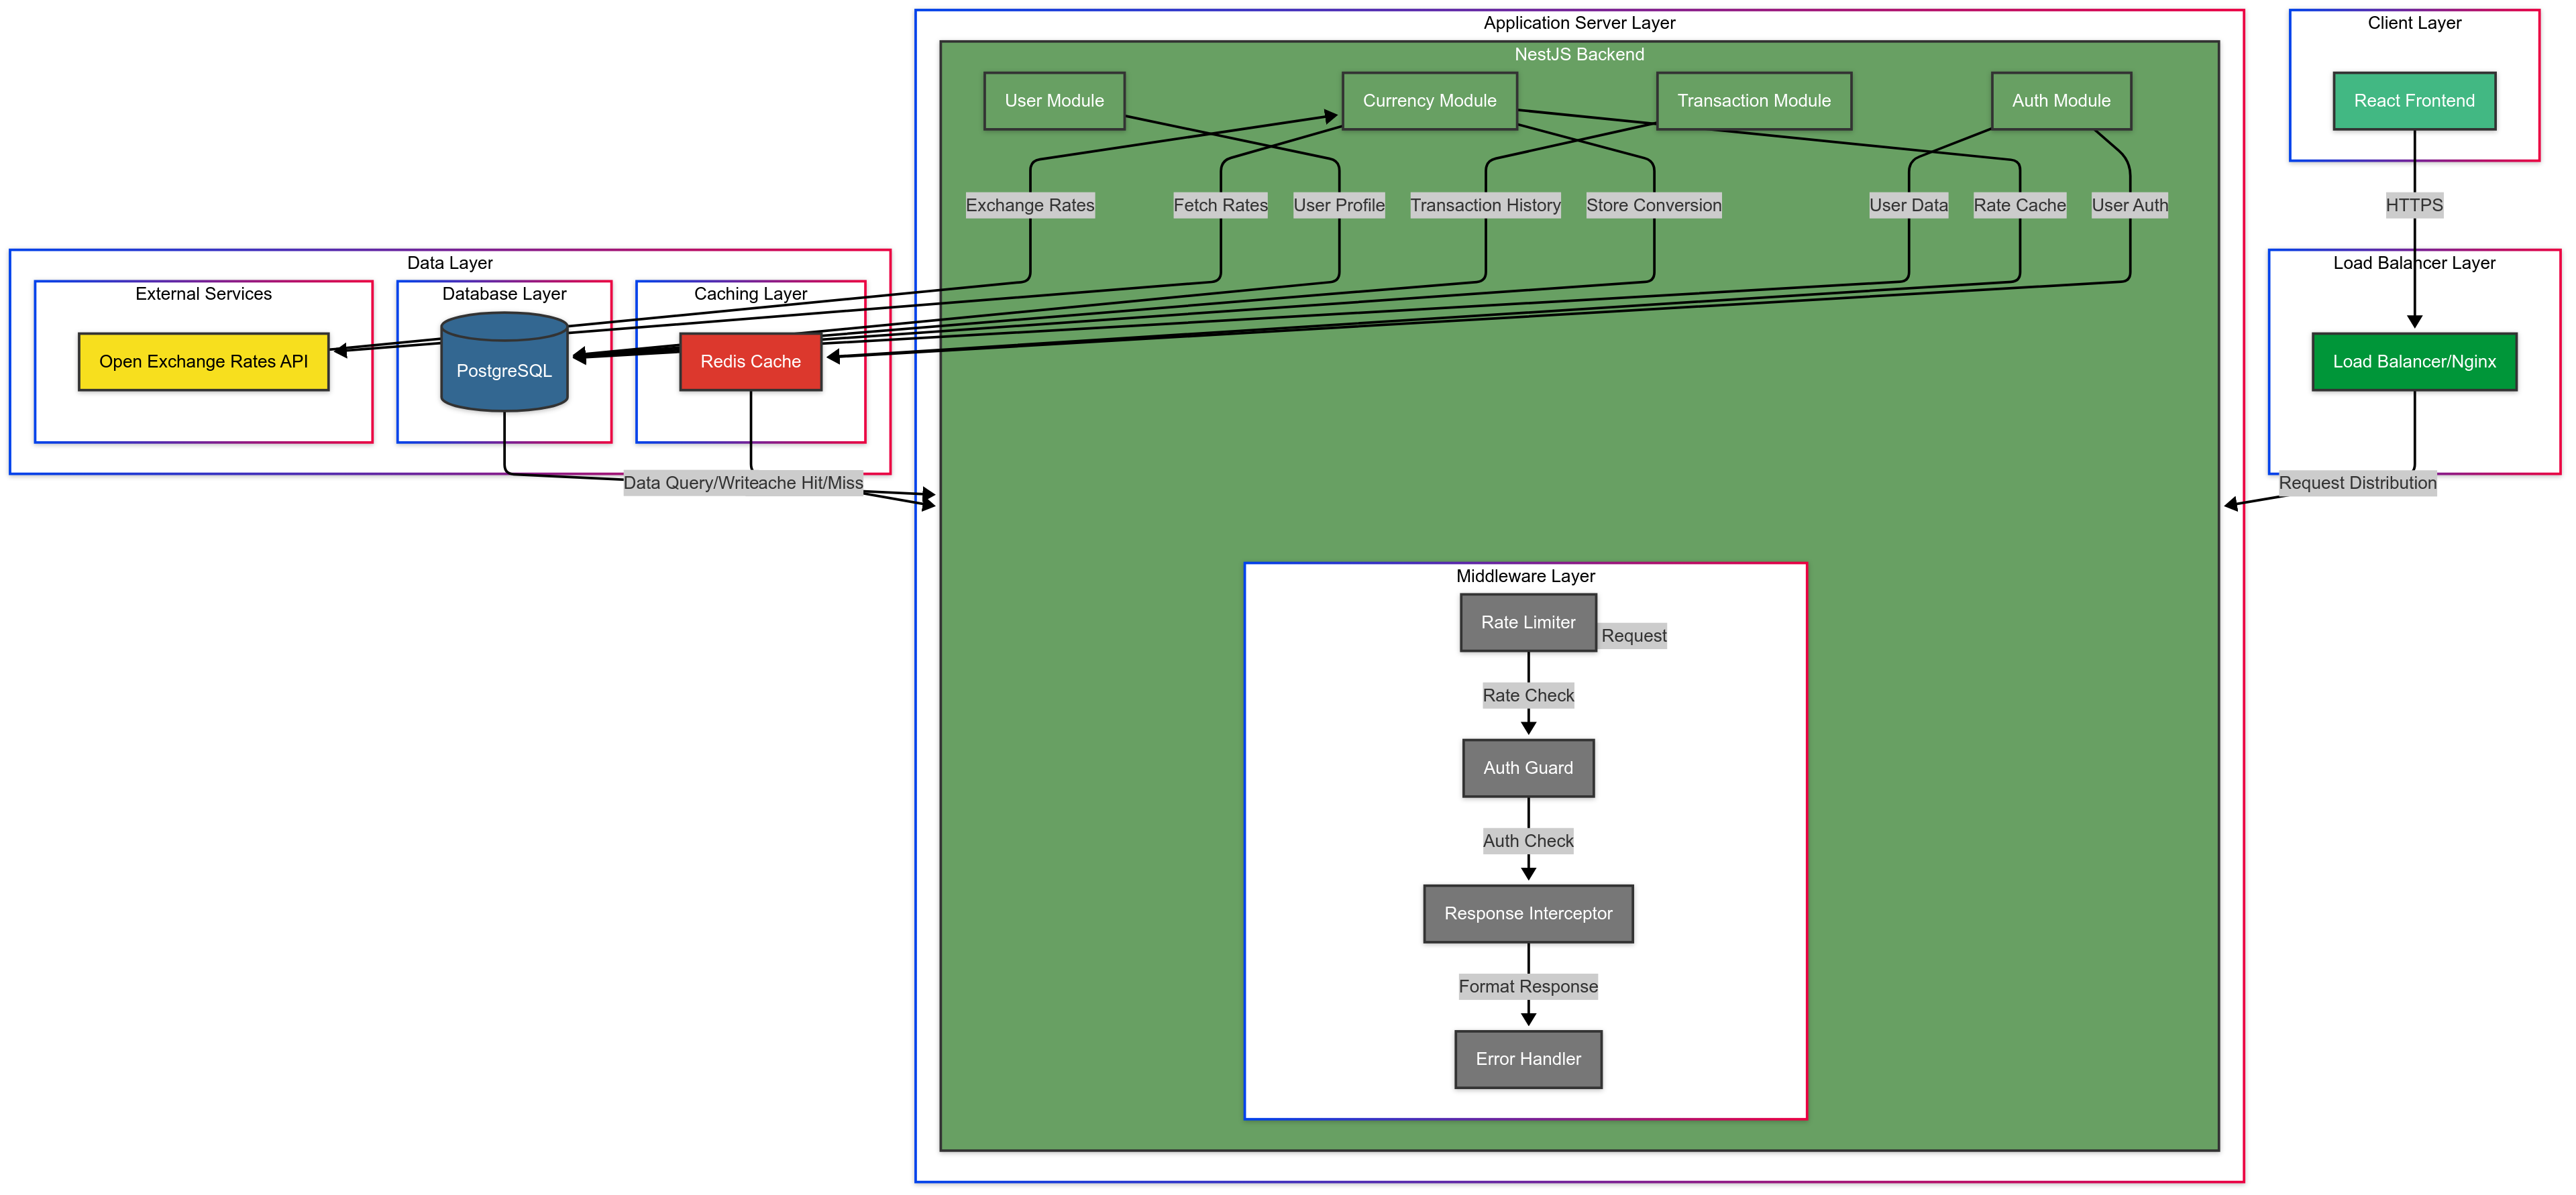 Application Server Layer
NestJS Backend
User Module
Currency Module
Transaction Module
Auth Module
Exchange Rates
Fetch Rates
User Profile
Transaction History
Store Conversion
User Data
Rate Cache
User Auth
Client Layer
React Frontend
HTTPS
Data Layer
External Services
Open Exchange Rates API
Database Layer
PostgreSQL
Caching Layer
Redis Cache
Data Query/Writeache Hit/Miss
Load Balancer Layer
Load Balancer/Nginx
Request Distribution
Middleware Layer
Rate Limiter
Request
Rate Check
Auth Guard
Auth Check
Response Interceptor
Format Response
Error Handler